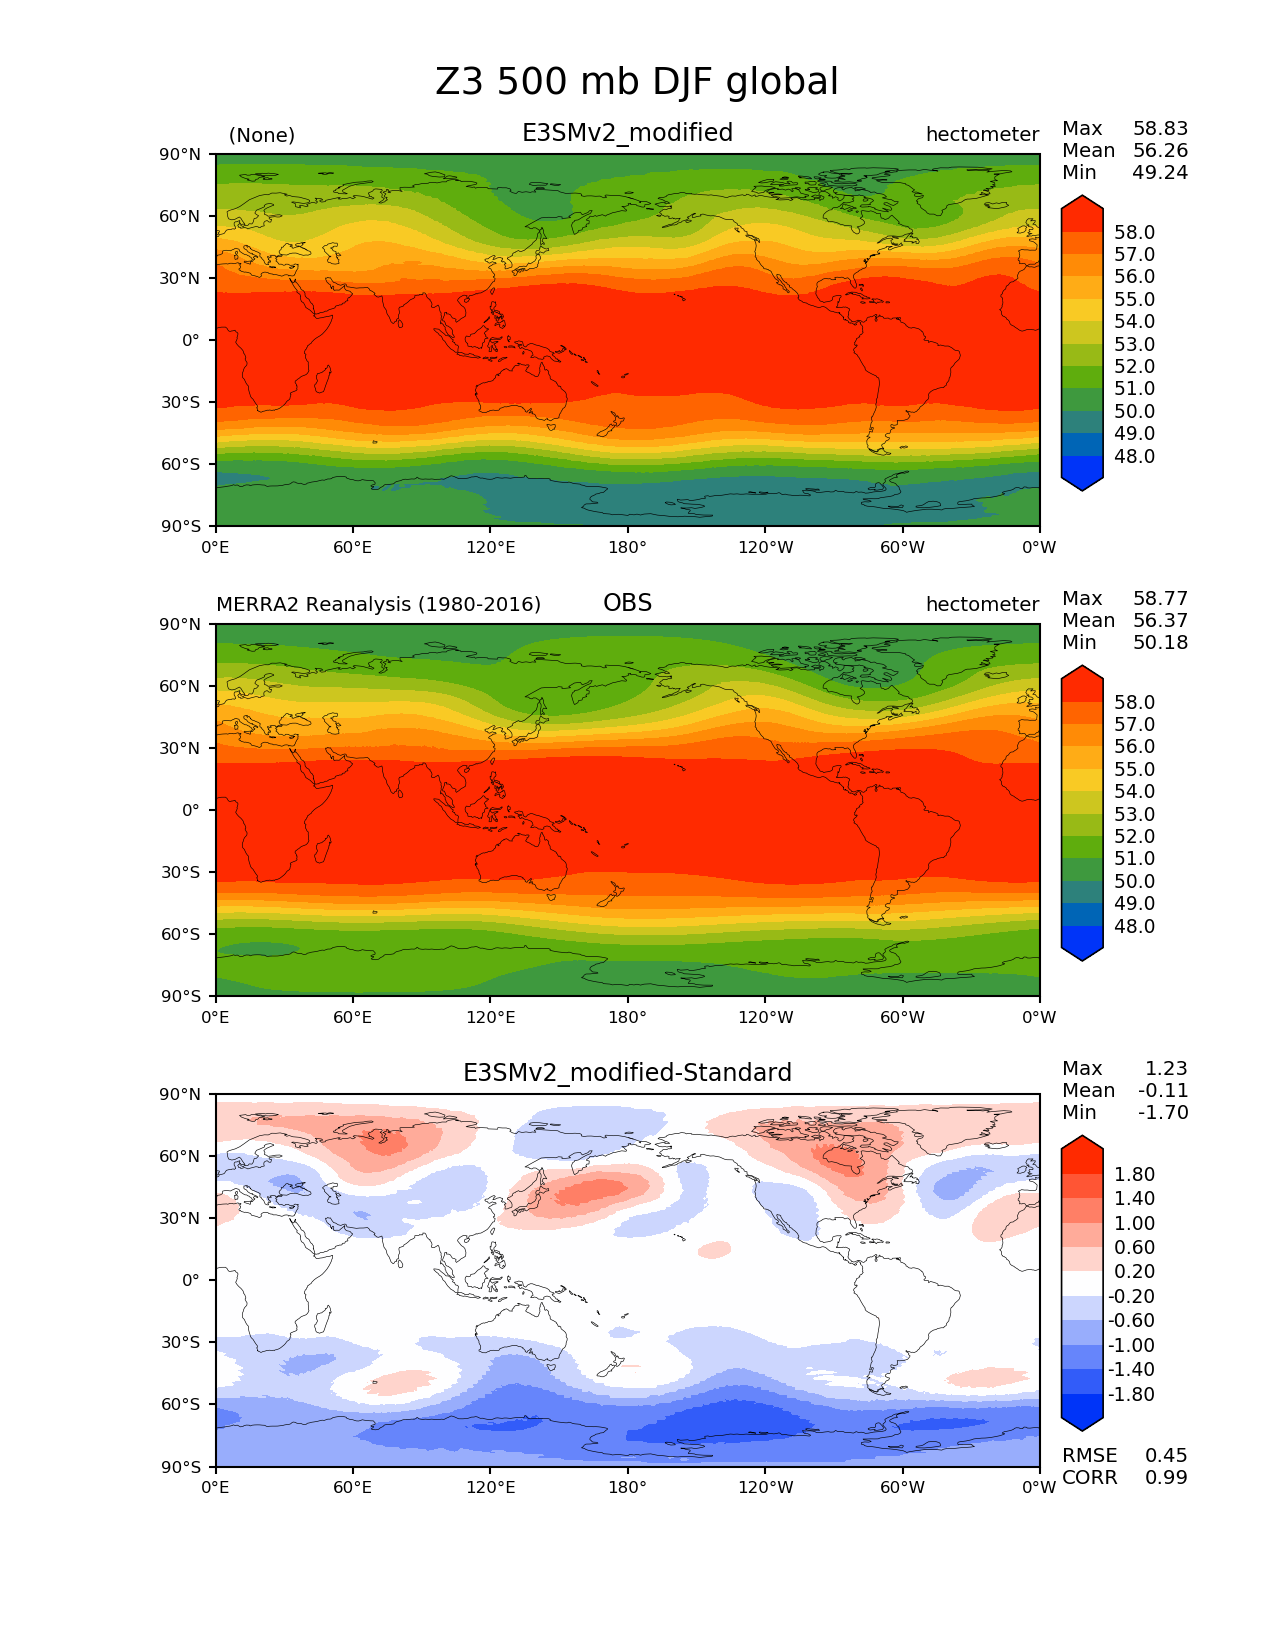 Z3 500 mb DJF global
(None) E3SMv2_modified hectometer
Max 58.83
Mean 56.26
Min 49.24
90°N
60°N
30°N
0°
30°S
60°S
90°S
0°E 60°E 120°E 180° 120°W 60°W 0°W
58.0
57.0
56.0
55.0
54.0
53.0
52.0
51.0
50.0
49.0
48.0
MERRA2 Reanalysis (1980-2016) OBS hectometer
Max 58.77
Mean 56.37
Min 50.18
90°N
60°N
30°N
0°
30°S
60°S
90°S
0°E 60°E 120°E 180° 120°W 60°W 0°W
58.0
57.0
56.0
55.0
54.0
53.0
52.0
51.0
50.0
49.0
48.0
E3SMv2_modified-Standard
Max 1.23
Mean -0.11
Min -1.70
90°N
60°N
30°N
0°
30°S
60°S
90°S
0°E 60°E 120°E 180° 120°W 60°W 0°W
1.80
1.40
1.00
0.60
0.20
-0.20
-0.60
-1.00
-1.40
-1.80
RMSE 0.45
CORR 0.99